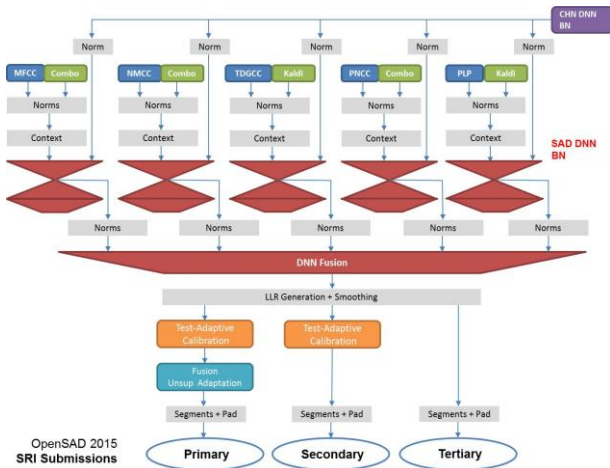 CHN DNN
BN
Norm Norm Norm Norm Norm
MFCC Combo NMCC Combo TDGCC Kaldi PNCC Combo PLP Kaldi
Norms Norms Norms Norms Norms
Context Context Context Context Context
SAD DNN
BN
Norms Norms Norms Norms Norms
DNN Fusion
LLR Generation + Smoothing
Test-Adaptive Test-Adaptive
Calibration Calibration
Fusion
Unsup Adaptation
Segments + Pad Segments + Pad Segments + Pad
OpenSAD 2015
SRI Submissions
Primary Secondary Tertiary